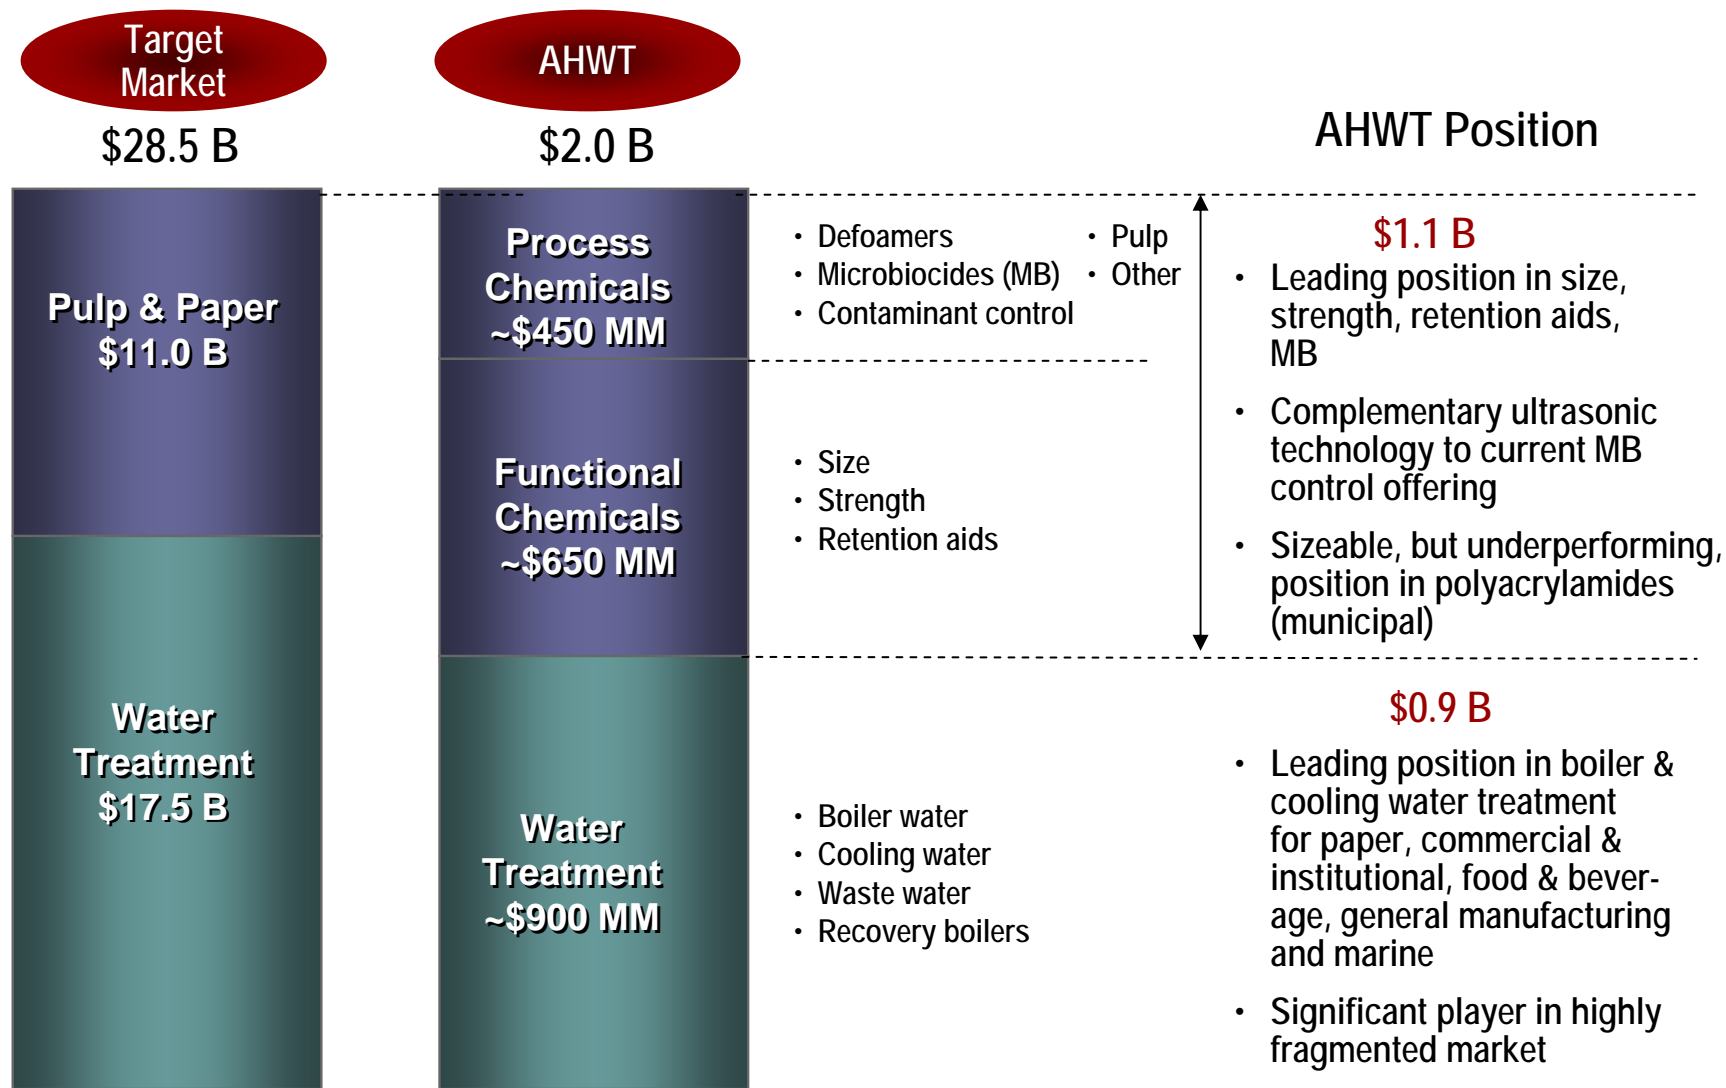 Target
Market
$28.5 B
AHWT
$2.0 B
AHWT Position
Pulp & Paper
$11.0 B
Water
Treatment
$17.5 B
Process
Chemicals
~$450 MM
Functional
Chemicals
~$650 MM
Water
Treatment
~$900 MM
• Defoamers
• Microbiocides (MB)
• Contaminant control
• Pulp
• Other
• Size
• Strength
• Retention aids
• Boiler water
• Cooling water
• Waste water
• Recovery boilers
$1.1 B
• Leading position in size,
strength, retention aids,
MB
• Complementary ultrasonic
technology to current MB
control offering
• Sizeable, but underperforming,
position in polyacrylamides
(municipal)
$0.9 B
• Leading position in boiler &
cooling water treatment
for paper, commercial &
institutional, food & bever-
age, general manufacturing
and marine
• Significant player in highly
fragmented market